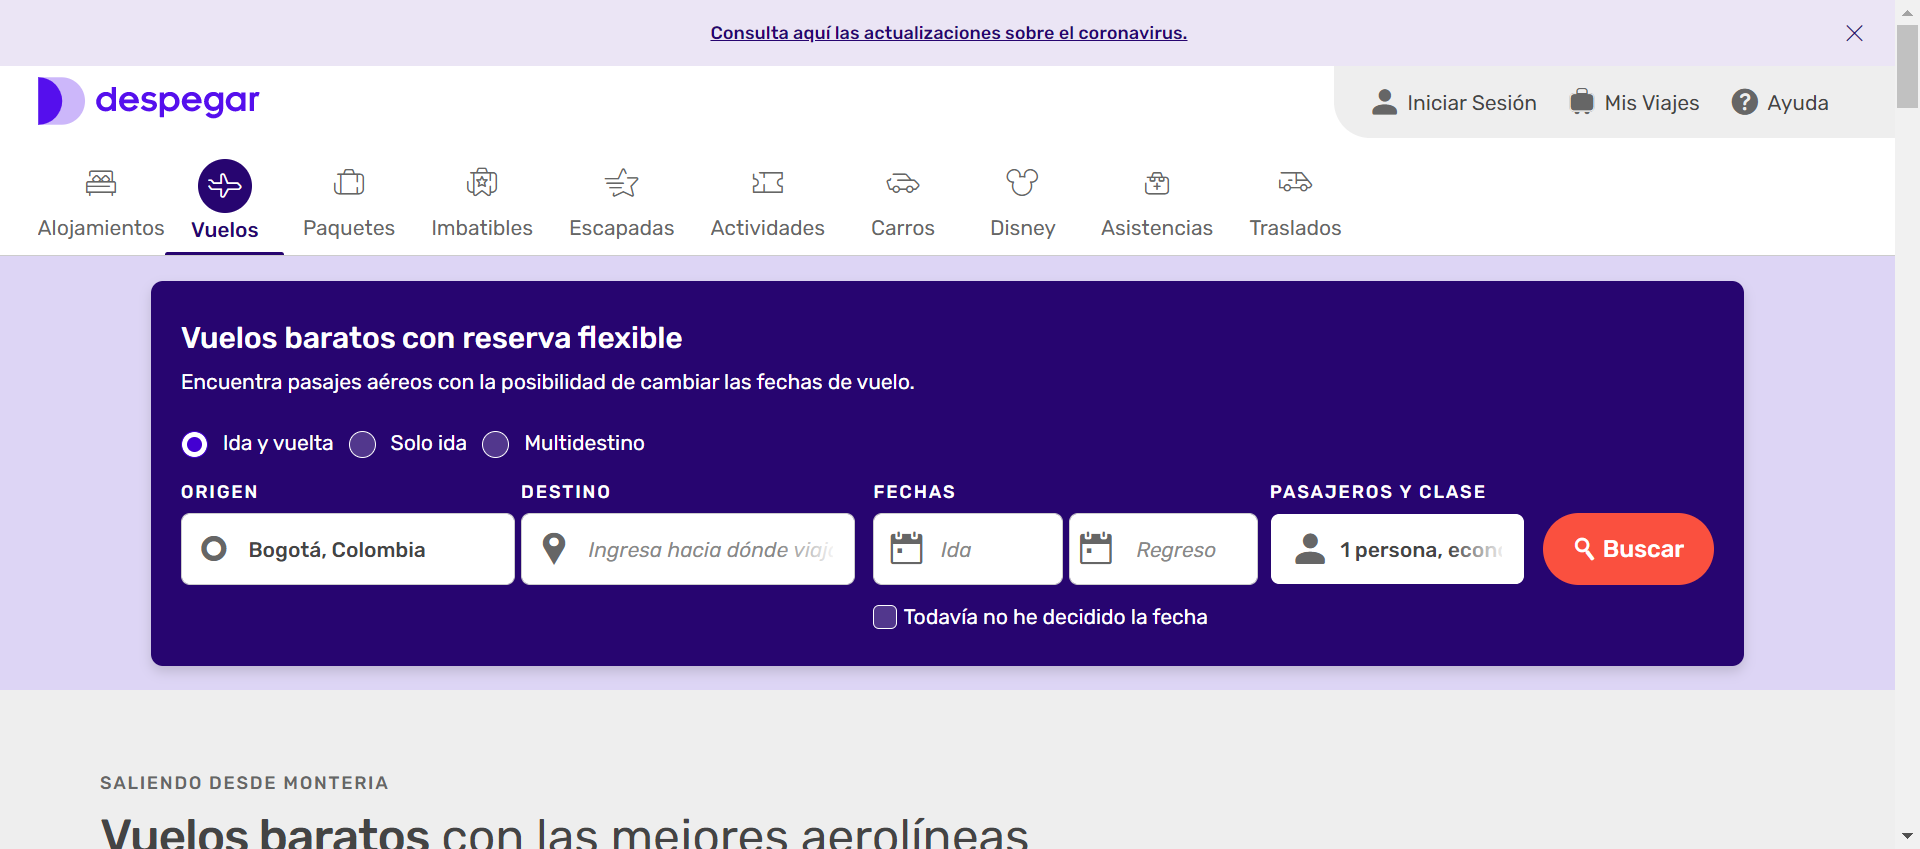 Consulta aquí las actualizaciones sobre el coronavirus.
despegar
Iniciar Sesión Mis Viajes Ayuda
Alojamientos Vuelos Paquetes Imbatibles Escapadas Actividades Carros Disney Asistencias Traslados
Vuelos baratos con reserva flexible
Encuentra pasajes aéreos con la posibilidad de cambiar las fechas de vuelo.
Ida y vuelta Solo ida Multidestino
ORIGEN DESTINO FECHAS PASAJEROS Y CLASE
Bogotá, Colombia Ingresa hacia dónde viaj Ida Regreso 1 persona, econ Buscar
Todavía no he decidido la fecha
SALIENDO DESDE MONTERIA
Vuelos baratos con las mejores aerolíneas